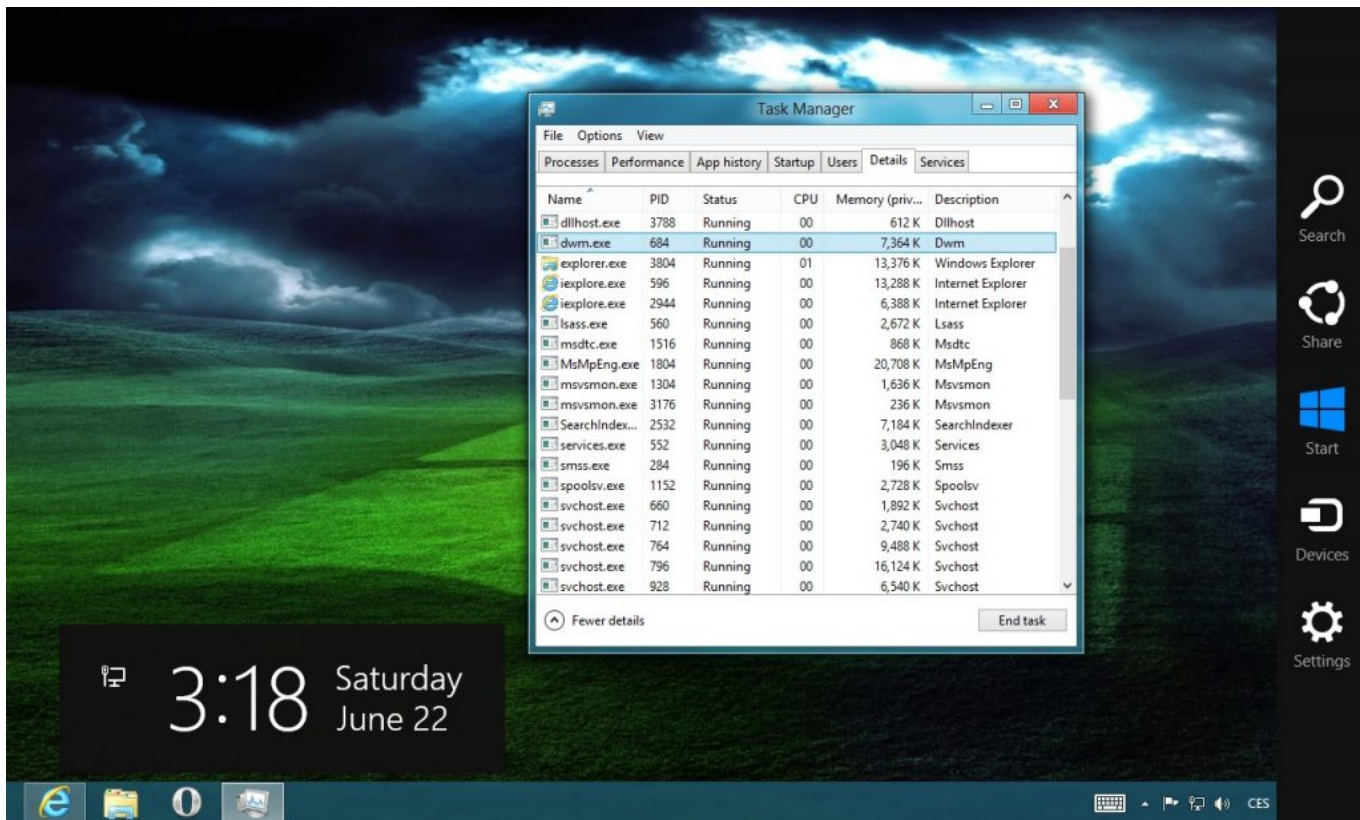 Task Manager
File Options View
Processes Performance App history Startup Users Details Services
Name PID Status CPU Memory (priv... Description
dllhost.exe 3788 Running 00 612 K Dllhost
dwm.exe 684 Running 00 7,364 K Dwm
explorer.exe 3804 Running 01 13,376 K Windows Explorer
iexplore.exe 596 Running 00 13,288 K Internet Explorer
iexplore.exe 2944 Running 00 6,388 K Internet Explorer
lsass.exe 560 Running 00 2,672 K Lsass
msdtc.exe 1516 Running 00 868 K Msdtc
MsMpEng.exe 1804 Running 00 20,708 K MsMpEng
msvsmon.exe 1304 Running 00 1,636 K Msvsmon
msvsmon.exe 3176 Running 00 236 K Msvsmon
SearchIndex... 2532 Running 00 7,184 K SearchIndexer
services.exe 552 Running 00 3,048 K Services
smss.exe 284 Running 00 196 K Smss
spoolsv.exe 1152 Running 00 2,728 K Spoolsv
svchost.exe 660 Running 00 1,892 K Svchost
svchost.exe 712 Running 00 2,740 K Svchost
svchost.exe 764 Running 00 9,488 K Svchost
svchost.exe 796 Running 00 16,124 K Svchost
svchost.exe 928 Running 00 6,540 K Svchost
Fewer details End task
Search
Share
Start
Devices
Settings
3:18 Saturday
June 22
CES